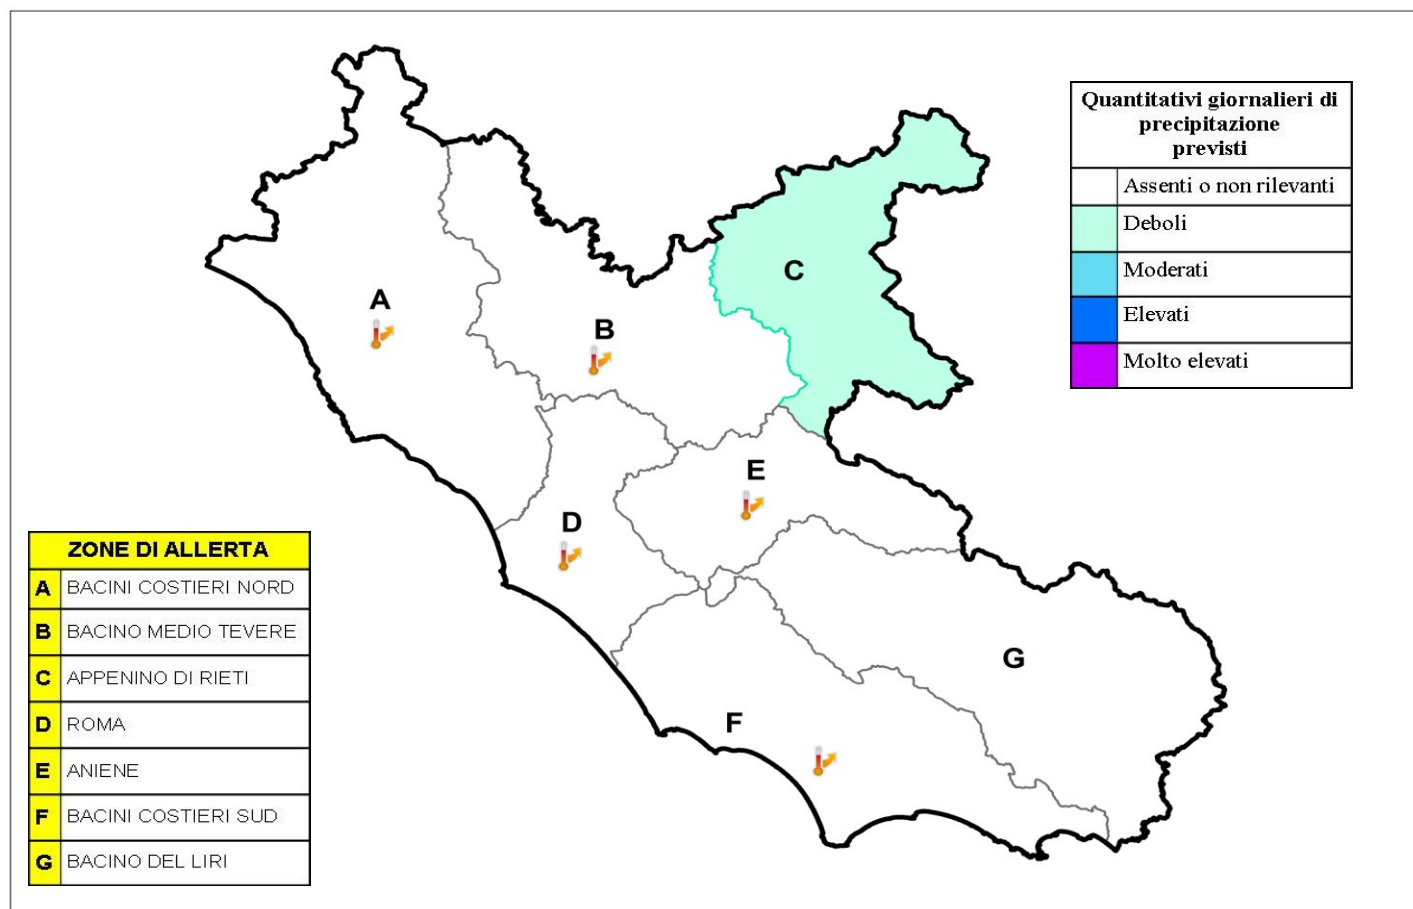 Quantitativi giornalieri di
precipitazione
previsti
Assenti o non rilevanti
Deboli
Moderati
Elevati
Molto elevati
C
A
B
E
D
G
F
ZONE DI ALLERTA
A BACINI COSTIERI NORD
B BACINO MEDIO TEVERE
C APPENINO DI RIETI
D ROMA
E ANIENE
F BACINI COSTIERI SUD
G BACINO DEL LIRI